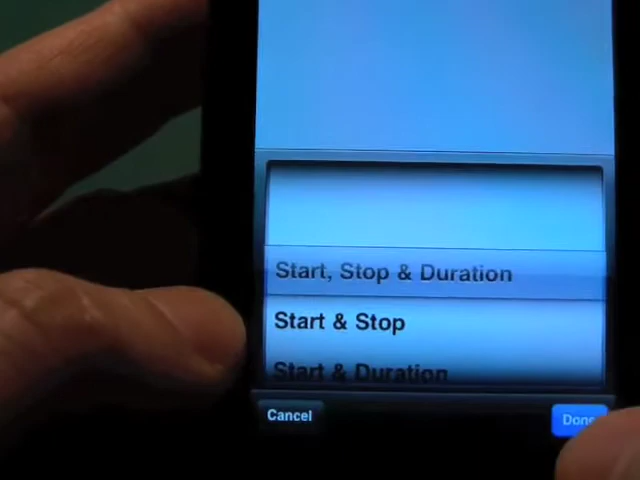 Start, Stop & Duration
Start & Stop
Start & Duration
Cancel
Done